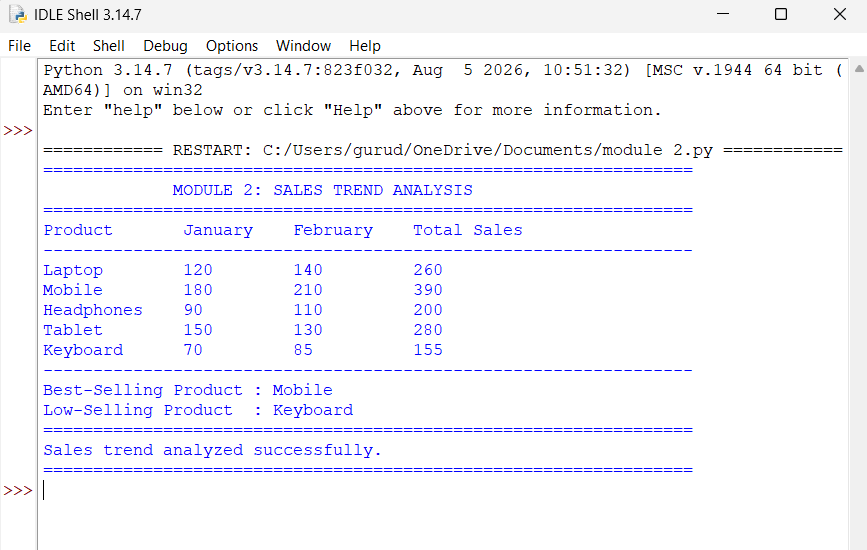 IDLE Shell 3.14.7
File Edit Shell Debug Options Window Help
Python 3.14.7 (tags/v3.14.7:823f032, Aug  5 2026, 10:51:32) [MSC v.1944 64 bit (
AMD64)] on win32
Enter "help" below or click "Help" above for more information.
>>>
============ RESTART: C:/Users/gurud/OneDrive/Documents/module 2.py ============
=================================================================
             MODULE 2: SALES TREND ANALYSIS
=================================================================
Product       January    February    Total Sales
-----------------------------------------------------------------
Laptop        120        140         260
Mobile        180        210         390
Headphones    90         110         200
Tablet        150        130         280
Keyboard      70         85          155
-----------------------------------------------------------------
Best-Selling Product : Mobile
Low-Selling Product  : Keyboard
=================================================================
Sales trend analyzed successfully.
=================================================================
>>>